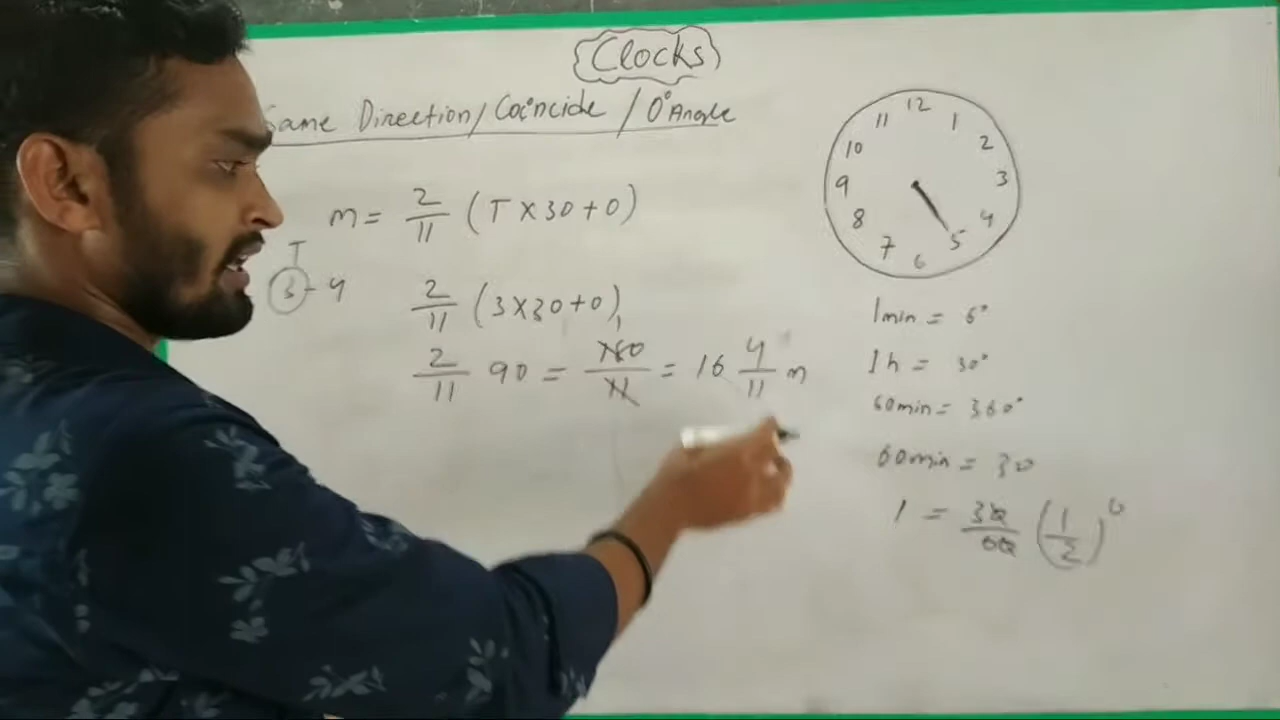 Clocks
Same Direction/Coincide/0° Angle
m = 2/11 (T×30+0)
T
3-4
2/11 (3×30+0)
2/11 90 = 180/11 = 16 4/11 m
12
11 1
10 2
9 3
8 4
7 5
6
1min = 6°
1h = 30°
60min = 360°
60min = 30
1 = 30/60 (1/2)°